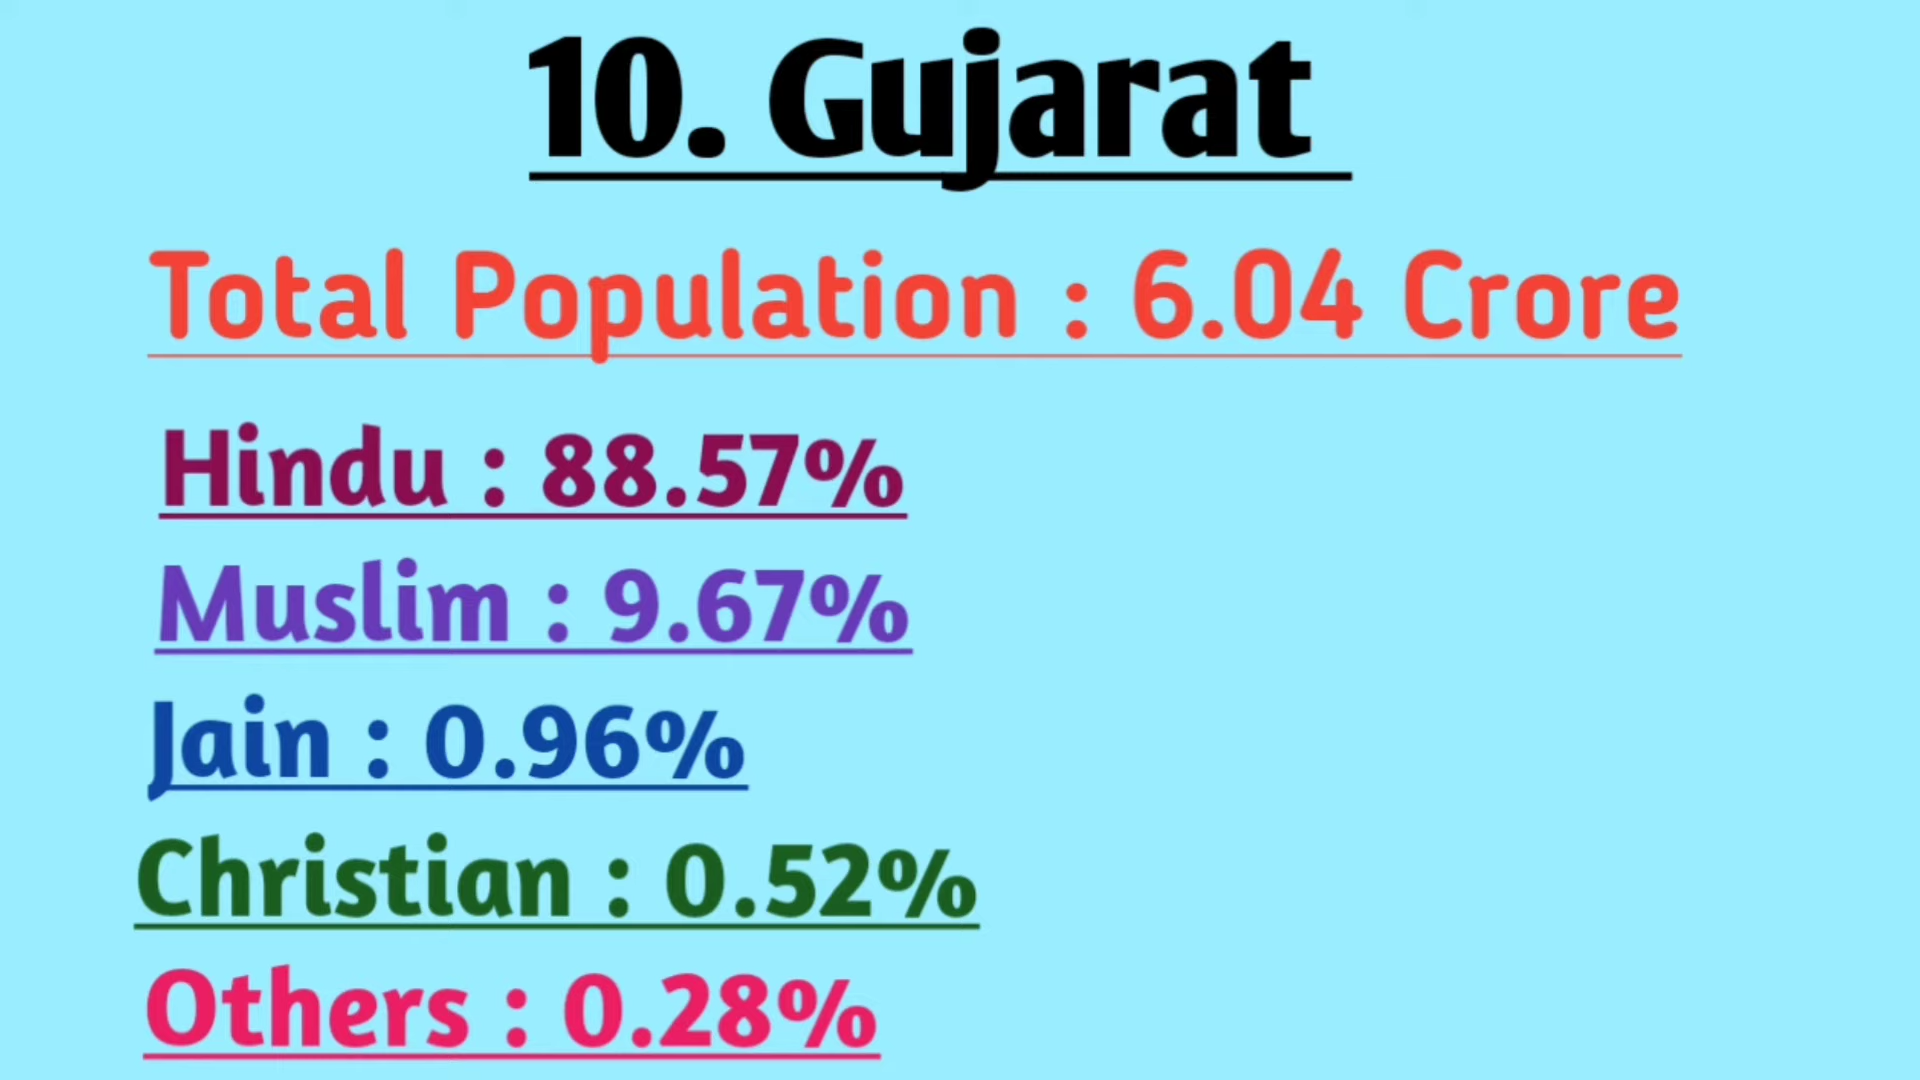 10. Gujarat
Total Population : 6.04 Crore
Hindu : 88.57%
Muslim : 9.67%
Jain : 0.96%
Christian : 0.52%
Others : 0.28%